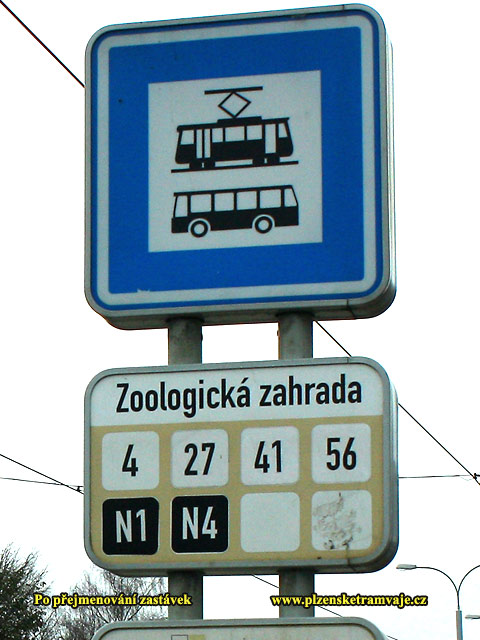 Zoologická zahrada
4 27 41 56
N1 N4
Po přejmenování zastávek www.plzensketramvaje.cz